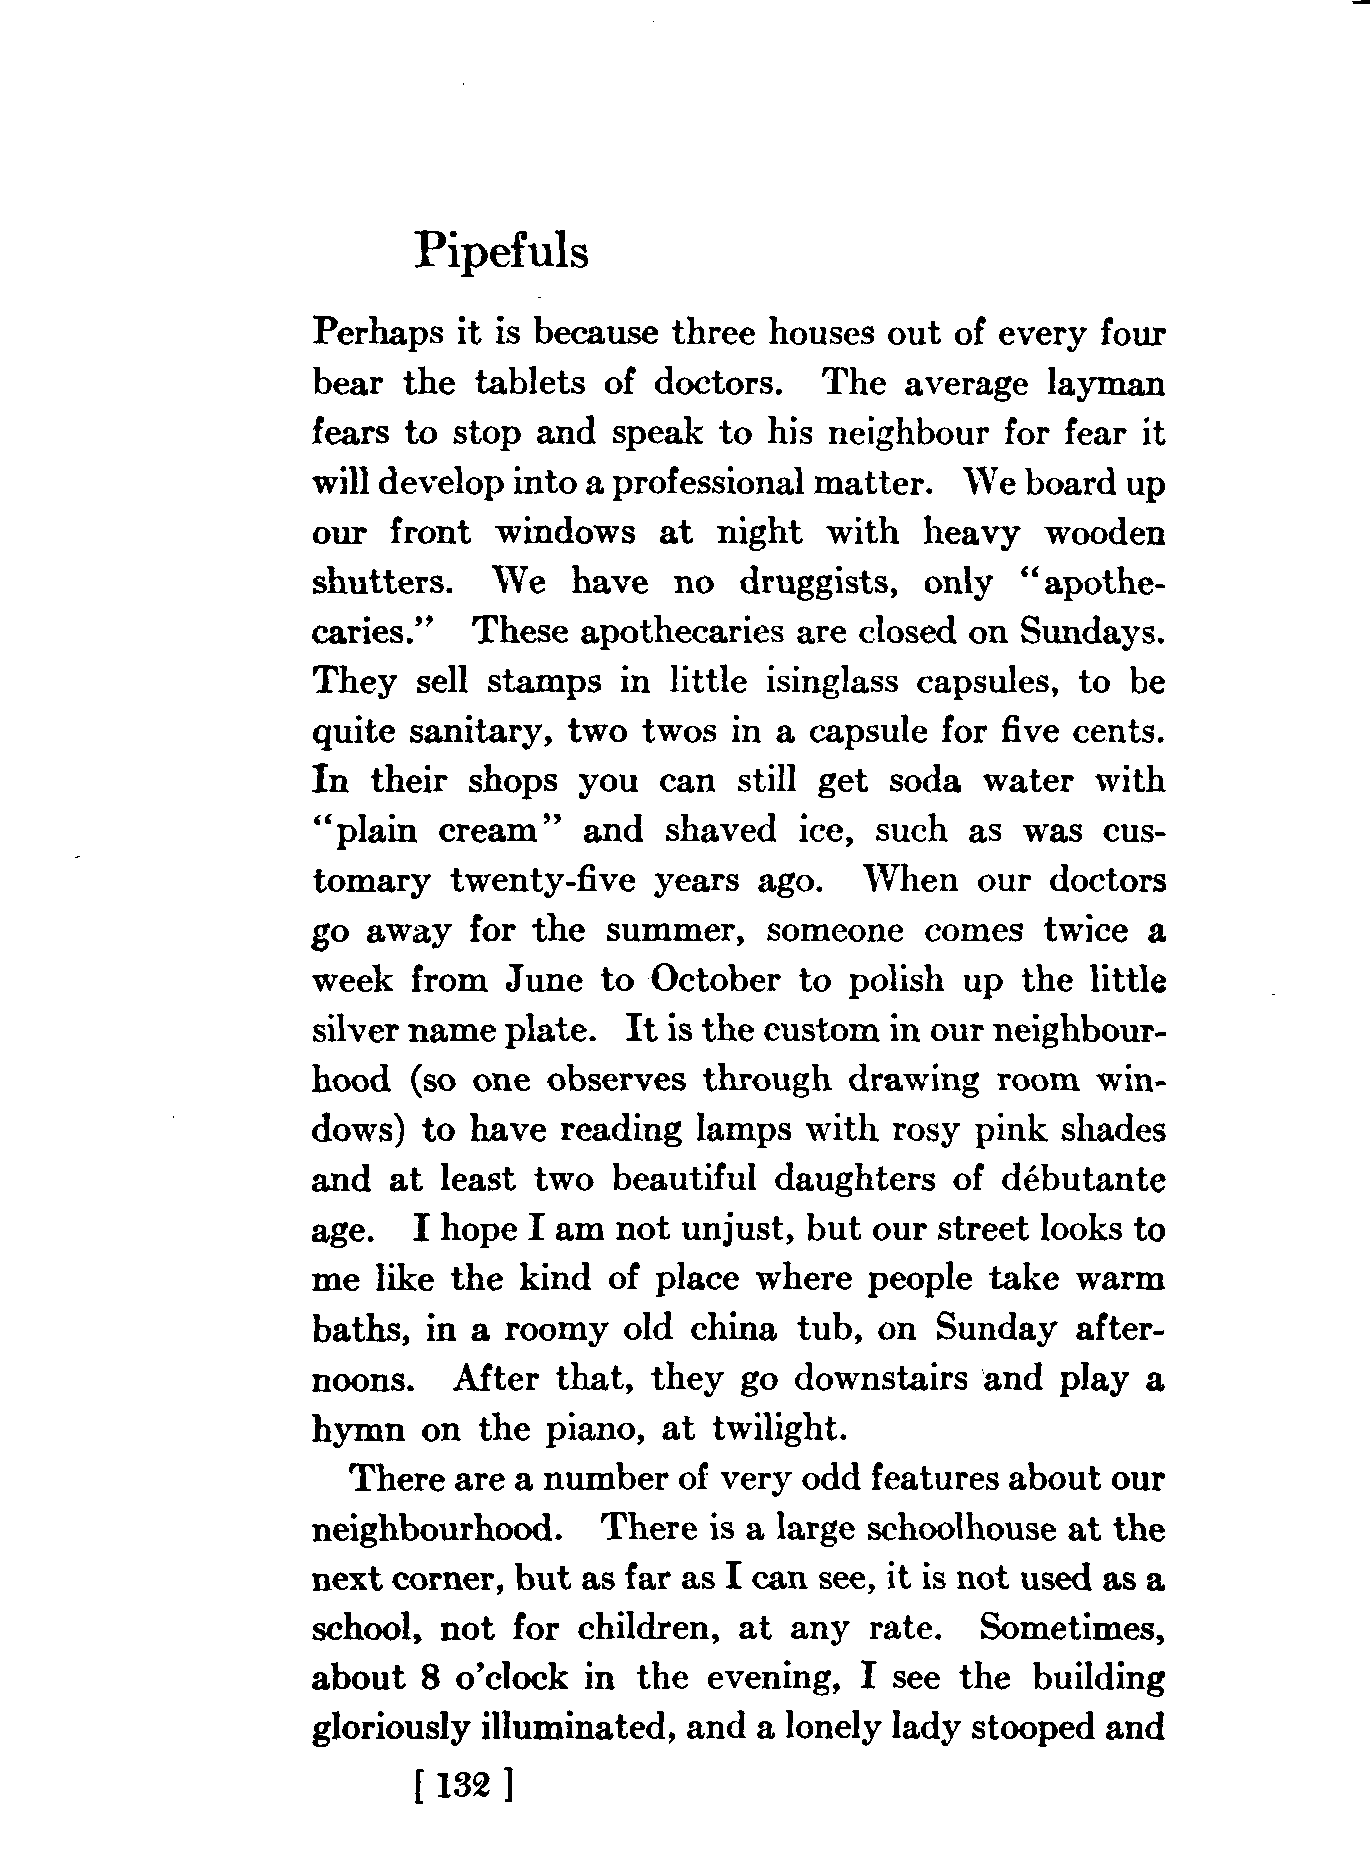 Pipefuls
Perhaps it is because three houses out of every four
bear the tablets of doctors. The average layman
fears to stop and speak to his neighbour for fear it
will develop into a professional matter. We board up
our front windows at night with heavy wooden
shutters. We have no druggists, only "apothe-
caries." These apothecaries are closed on Sundays.
They sell stamps in little isinglass capsules, to be
quite sanitary, two twos in a capsule for five cents.
In their shops you can still get soda water with
"plain cream" and shaved ice, such as was cus-
tomary twenty-five years ago. When our doctors
go away for the summer, someone comes twice a
week from June to October to polish up the little
silver name plate. It is the custom in our neighbour-
hood (so one observes through drawing room win-
dows) to have reading lamps with rosy pink shades
and at least two beautiful daughters of débutante
age. I hope I am not unjust, but our street looks to
me like the kind of place where people take warm
baths, in a roomy old china tub, on Sunday after-
noons. After that, they go downstairs and play a
hymn on the piano, at twilight.
There are a number of very odd features about our
neighbourhood. There is a large schoolhouse at the
next corner, but as far as I can see, it is not used as a
school, not for children, at any rate. Sometimes,
about 8 o'clock in the evening, I see the building
gloriously illuminated, and a lonely lady stooped and
[ 132 ]